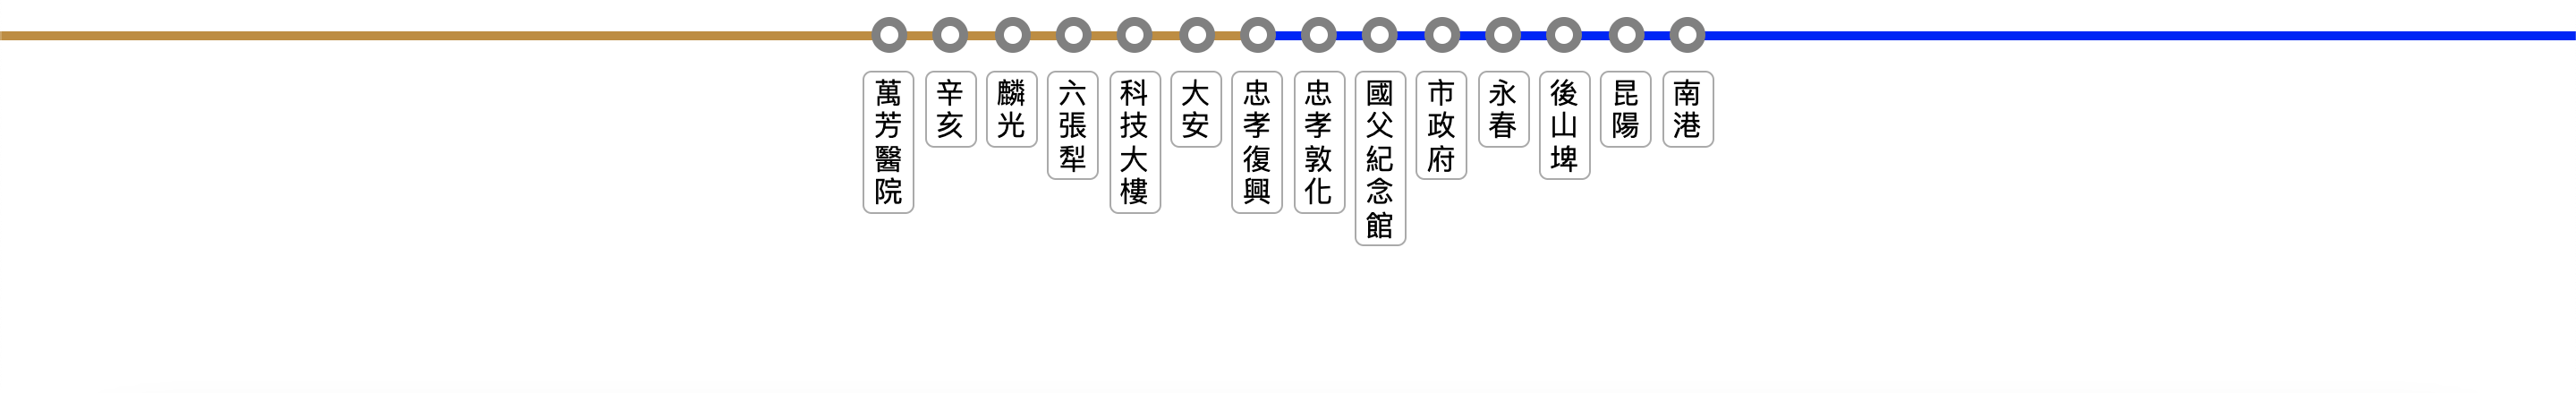 萬芳醫院
辛亥
麟光
六張犁
科技大樓
大安
忠孝復興
忠孝敦化
國父紀念館
市政府
永春
後山埤
昆陽
南港